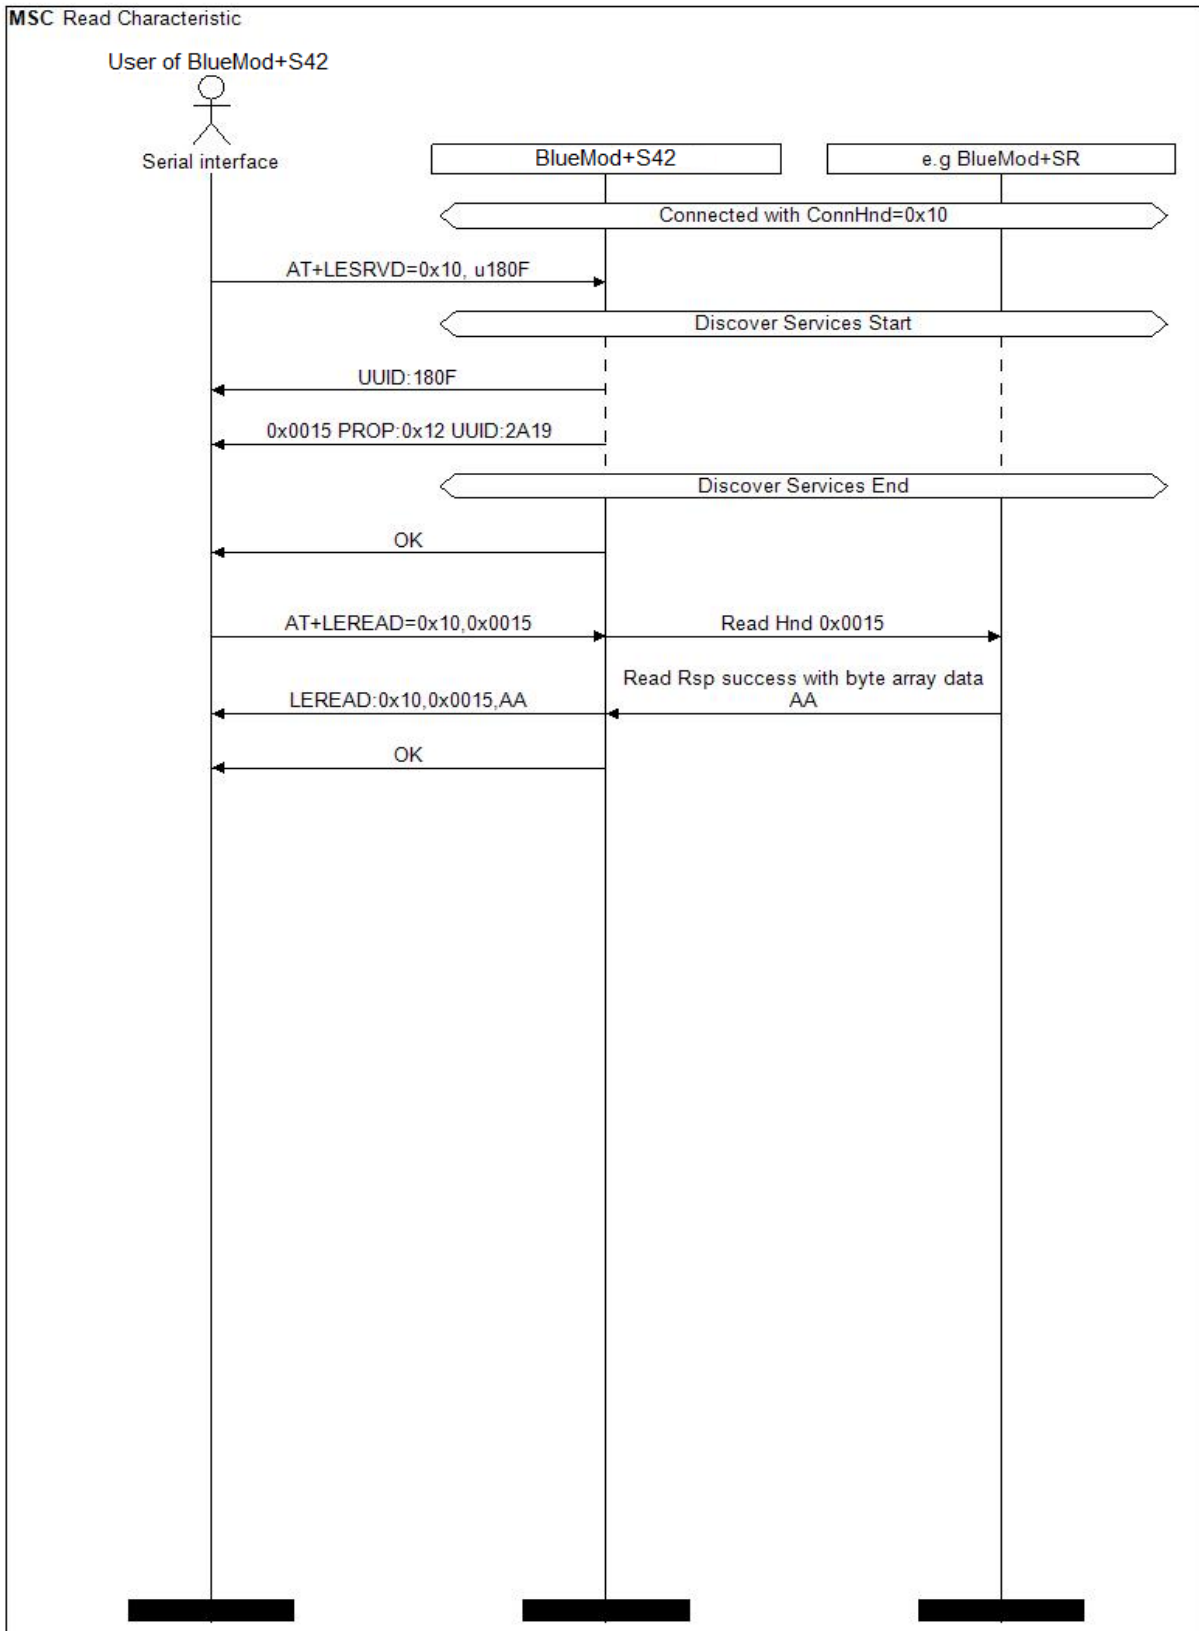 MSC Read Characteristic
User of BlueMod+S42
Serial interface
BlueMod+S42
e.g BlueMod+SR
Connected with ConnHnd=0x10
AT+LESRVD=0x10, u180F
Discover Services Start
UUID:180F
0x0015 PROP:0x12 UUID:2A19
Discover Services End
OK
AT+LEREAD=0x10,0x0015
Read Hnd 0x0015
Read Rsp success with byte array data
AA
LEREAD:0x10,0x0015,AA
OK